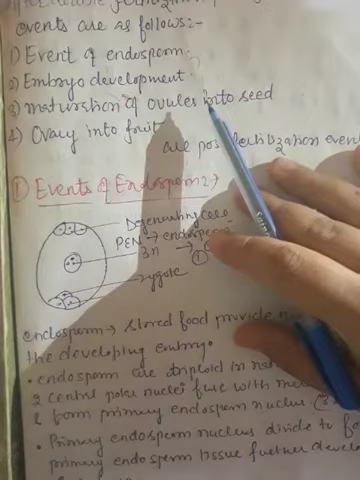 events are as follows:-
1) Event of endosperm.
2) Embryo development.
3) maturation of ovules into seed
4) Ovary into fruit
are pos
① Events of Endosperm:→
Degenerating cell
PEN → endosperm
3n → ①
zygote
endosperm → stored food provide
the developing embryo.
• endosperm are triploid in
2 central polar nuclei fuse with
& form primary endosperm nucleus.
• Primary endosperm nucleus divide to
primary endosperm tissue further